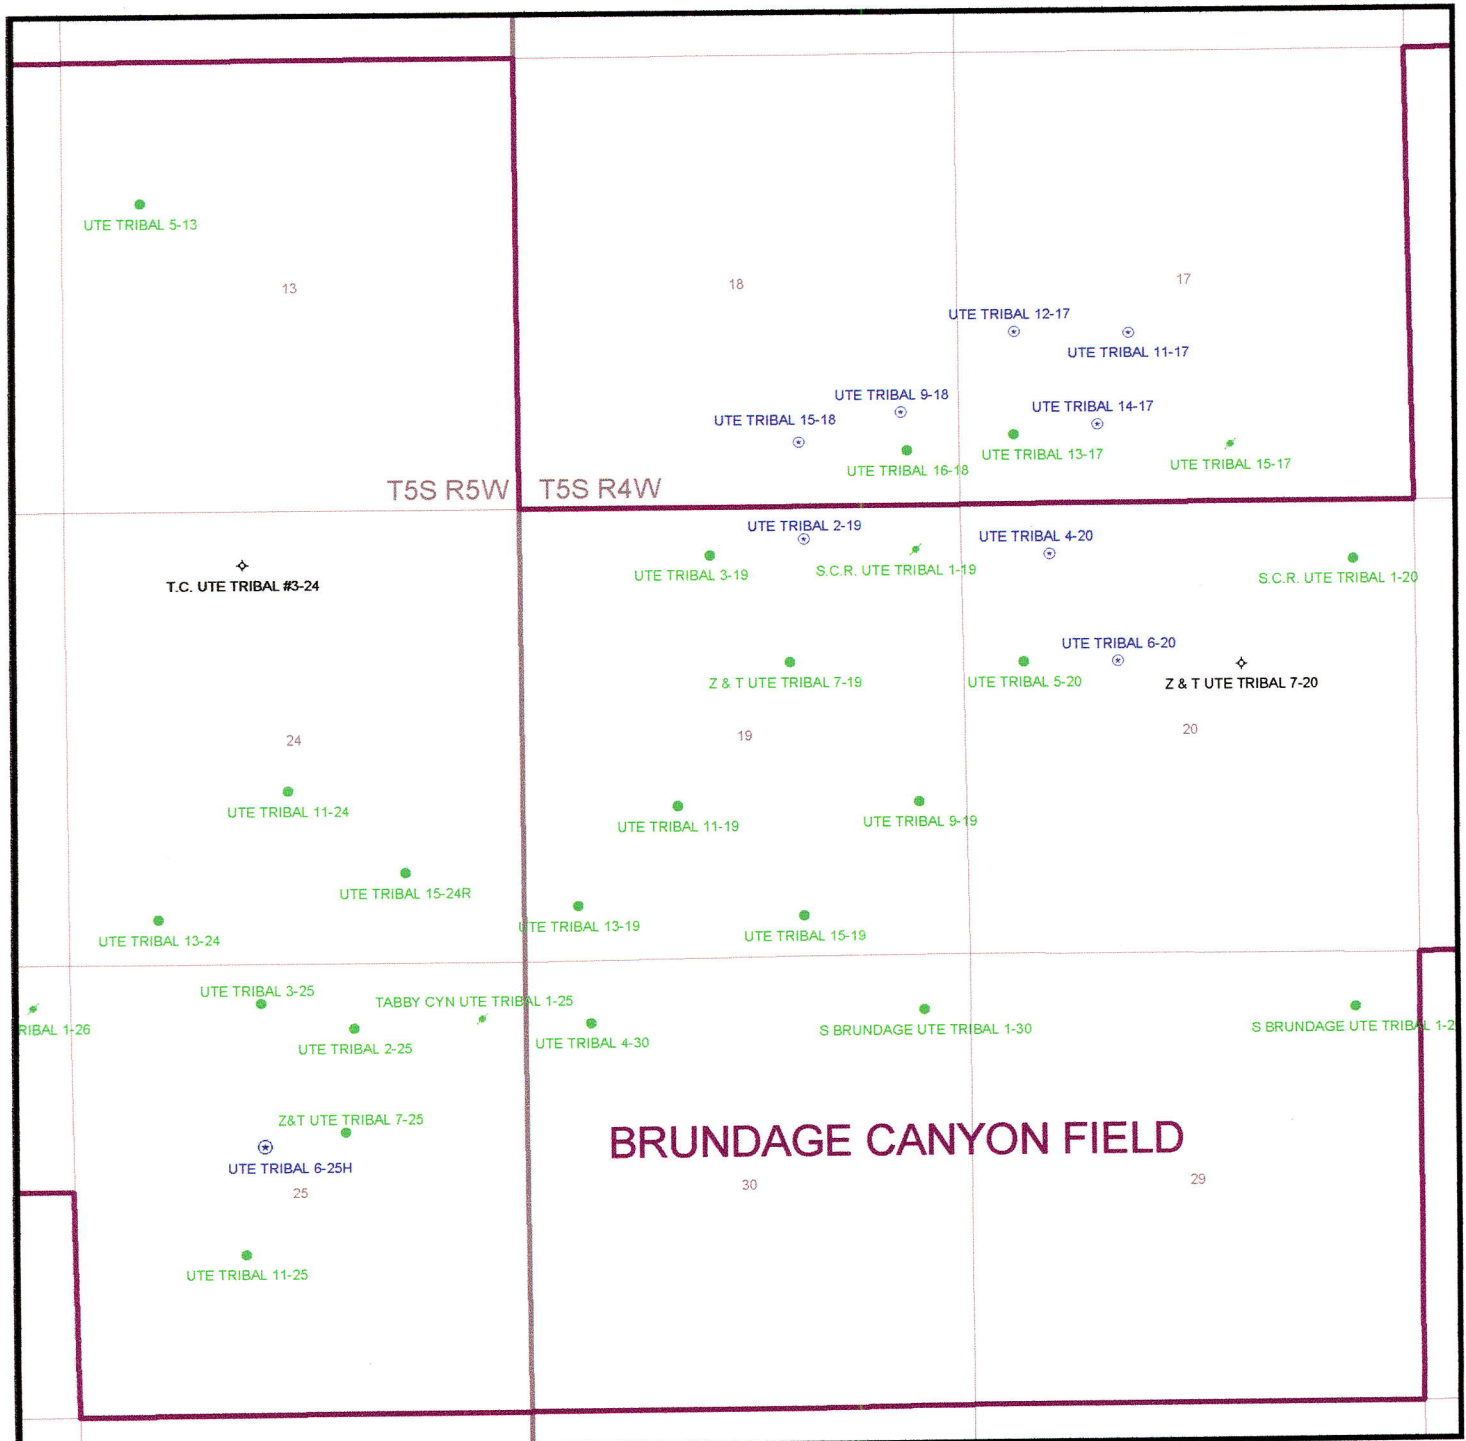 UTE TRIBAL 5-13
13
18
17
UTE TRIBAL 12-17
UTE TRIBAL 11-17
UTE TRIBAL 9-18
UTE TRIBAL 14-17
UTE TRIBAL 15-18
UTE TRIBAL 16-18
UTE TRIBAL 13-17
UTE TRIBAL 15-17
T5S R5W
T5S R4W
UTE TRIBAL 2-19
UTE TRIBAL 4-20
T.C. UTE TRIBAL #3-24
UTE TRIBAL 3-19
S.C.R. UTE TRIBAL 1-19
S.C.R. UTE TRIBAL 1-20
UTE TRIBAL 6-20
Z & T UTE TRIBAL 7-19
UTE TRIBAL 5-20
Z & T UTE TRIBAL 7-20
24
19
20
UTE TRIBAL 11-24
UTE TRIBAL 11-19
UTE TRIBAL 9-19
UTE TRIBAL 15-24R
UTE TRIBAL 13-24
UTE TRIBAL 13-19
UTE TRIBAL 15-19
UTE TRIBAL 3-25
TABBY CYN UTE TRIBAL 1-25
RIBAL 1-26
UTE TRIBAL 2-25
UTE TRIBAL 4-30
S BRUNDAGE UTE TRIBAL 1-30
S BRUNDAGE UTE TRIBAL 1-2
Z&T UTE TRIBAL 7-25
BRUNDAGE CANYON FIELD
UTE TRIBAL 6-25H
25
30
29
UTE TRIBAL 11-25